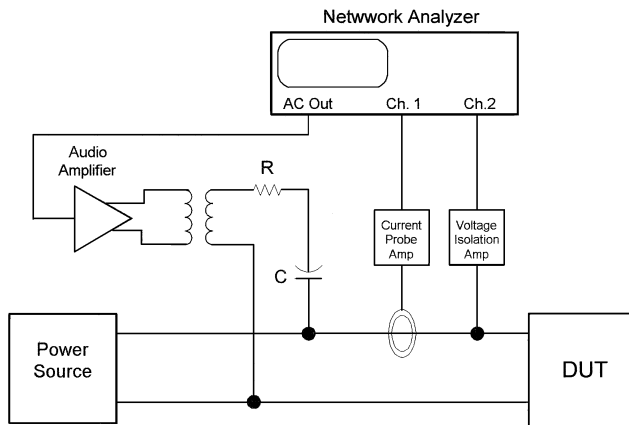 Netwwork Analyzer
AC Out Ch. 1 Ch.2
Audio
Amplifier
R
Current
Probe
Amp
Voltage
Isolation
Amp
C
Power
Source
DUT